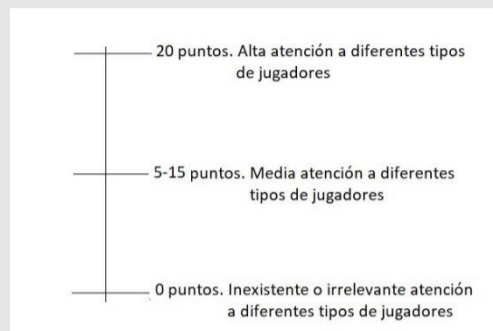 20 puntos. Alta atención a diferentes tipos
de jugadores
5-15 puntos. Media atención a diferentes
tipos de jugadores
0 puntos. Inexistente o irrelevante atención
a diferentes tipos de jugadores